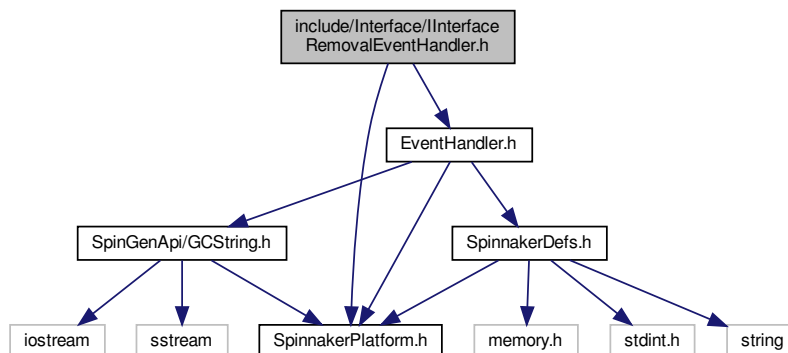 include/Interface/IInterface
RemovalEventHandler.h
EventHandler.h
SpinGenApi/GCString.h
SpinnakerDefs.h
iostream
sstream
SpinnakerPlatform.h
memory.h
stdint.h
string